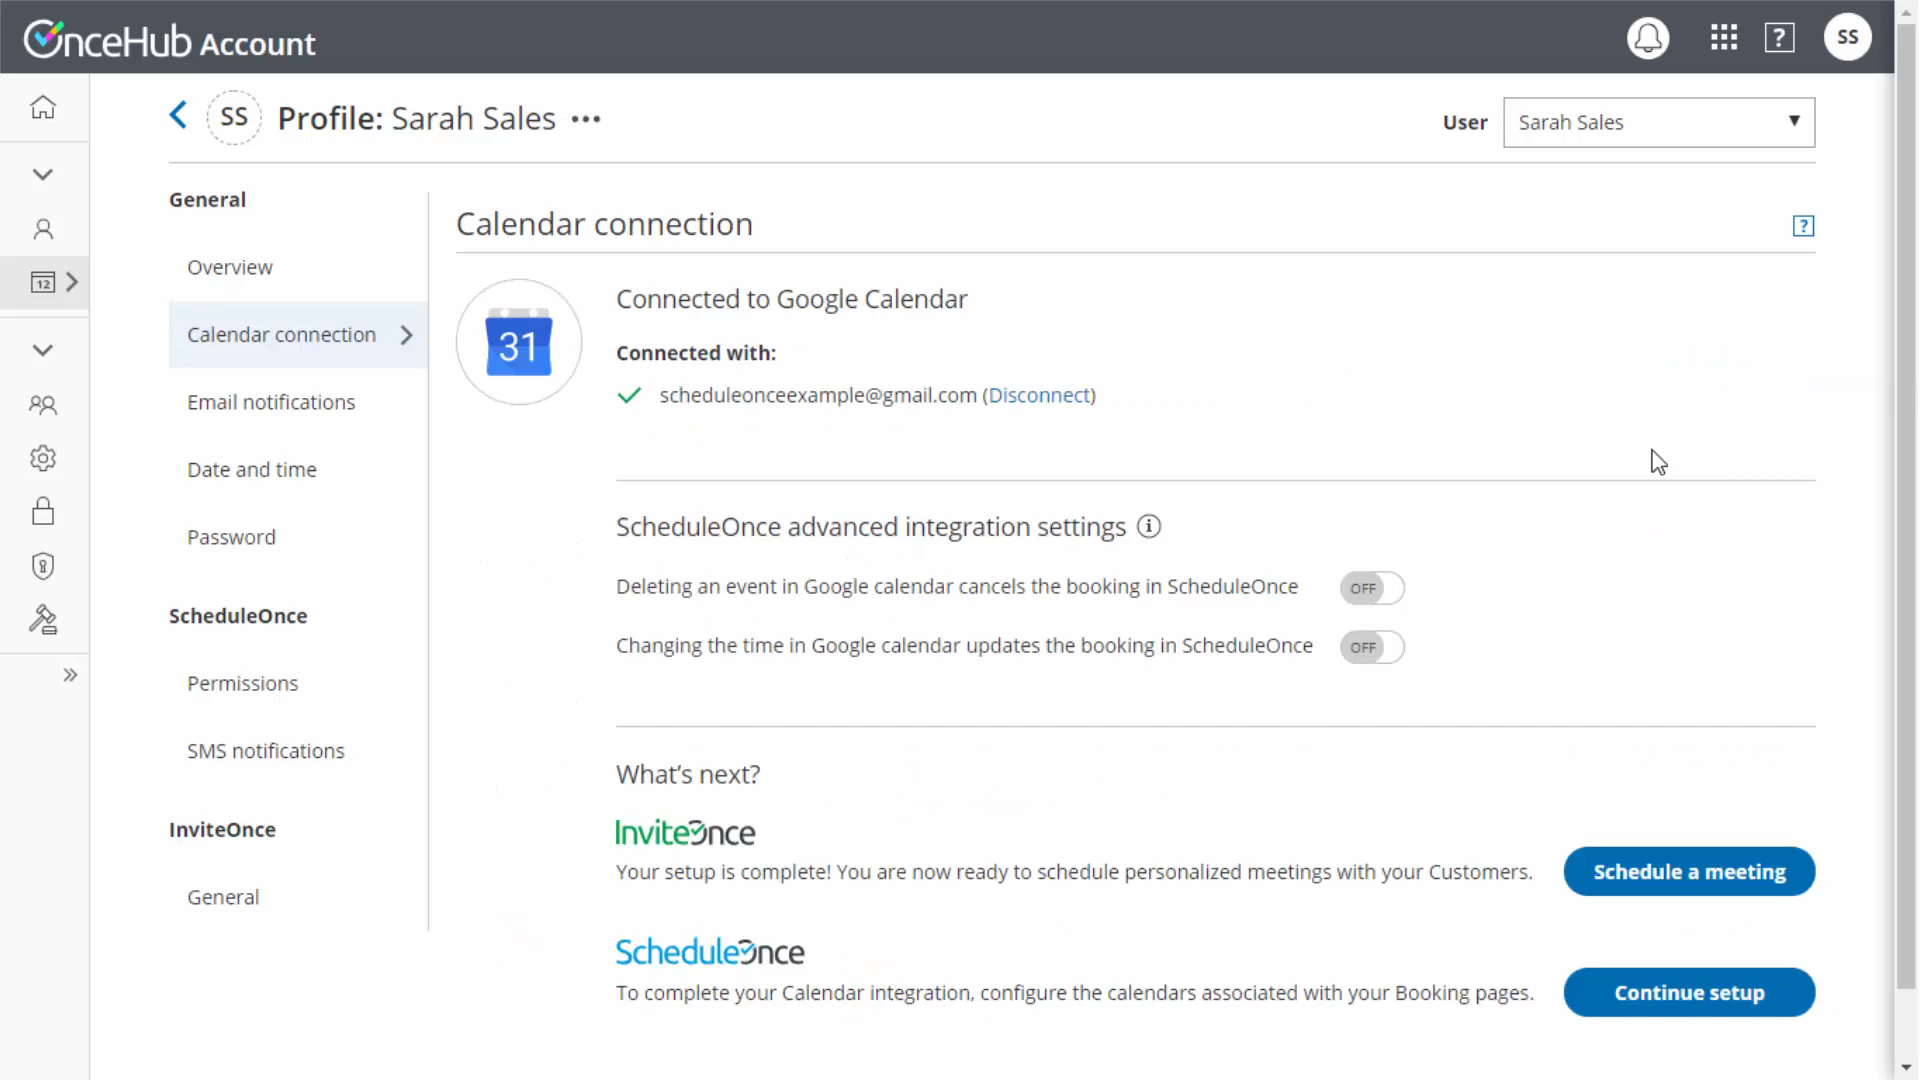 OnceHub Account
?
SS
SS
Profile: Sarah Sales
User
Sarah Sales
General
Overview
Calendar connection
Email notifications
Date and time
Password
ScheduleOnce
Permissions
SMS notifications
InviteOnce
General
12
Calendar connection
?
31
Connected to Google Calendar
Connected with:
scheduleonceexample@gmail.com (Disconnect)
ScheduleOnce advanced integration settings
Deleting an event in Google calendar cancels the booking in ScheduleOnce
OFF
Changing the time in Google calendar updates the booking in ScheduleOnce
OFF
What's next?
InviteOnce
Your setup is complete! You are now ready to schedule personalized meetings with your Customers.
Schedule a meeting
ScheduleOnce
To complete your Calendar integration, configure the calendars associated with your Booking pages.
Continue setup